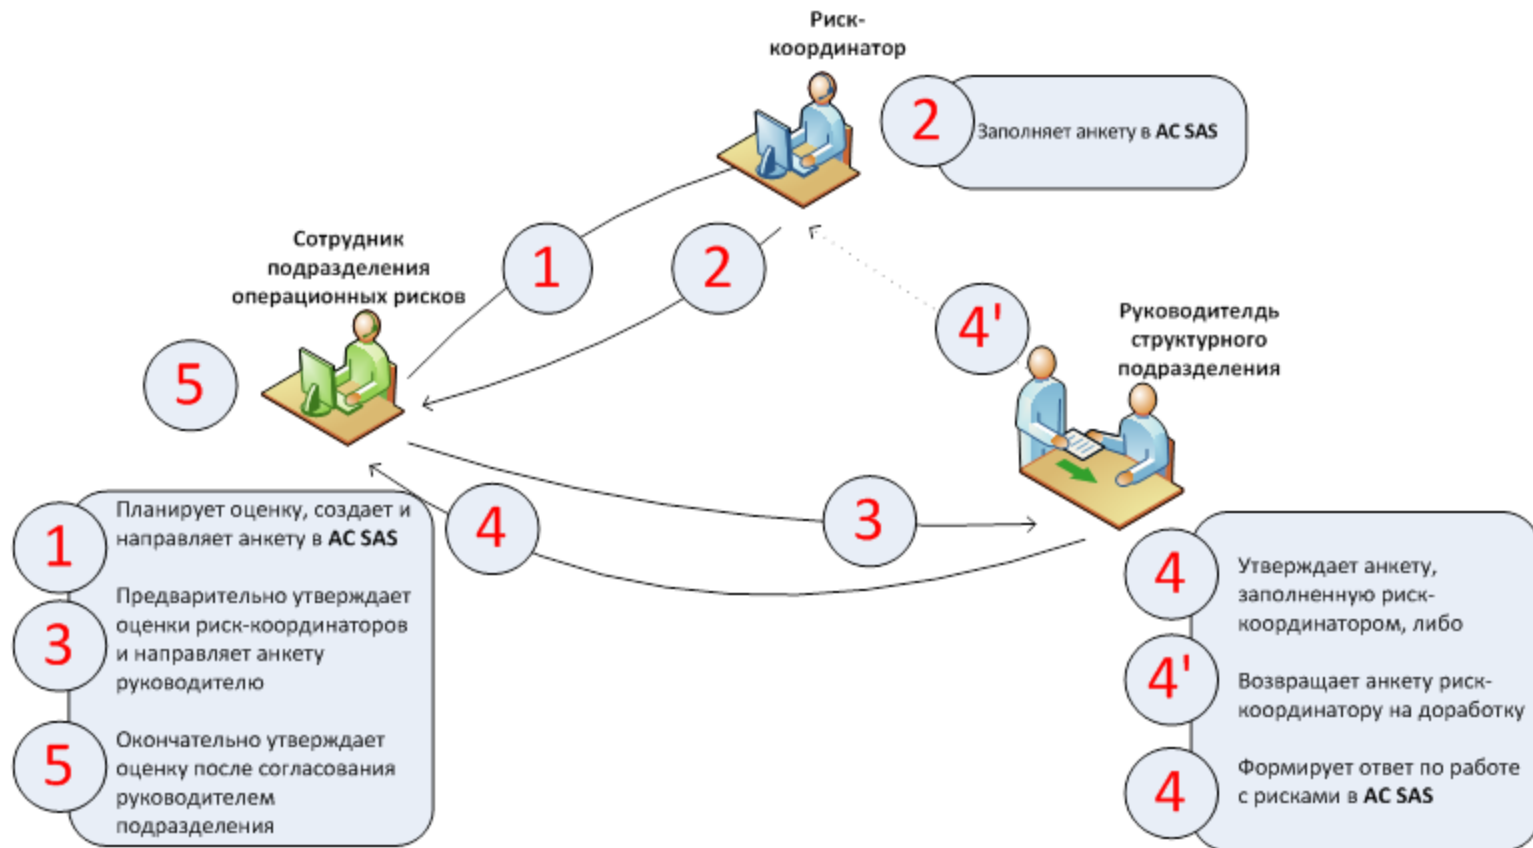 Риск-
координатор
2
Заполняет анкету в AC SAS
Сотрудник
подразделения
операционных рисков
1
2
4'
Руководителдь
структурного
подразделения
5
3
4
1
Планирует оценку, создает и
направляет анкету в AC SAS
3
Предварительно утверждает
оценки риск-координаторов
и направляет анкету
руководителю
5
Окончательно утверждает
оценку после согласования
руководителем
подразделения
4
Утверждает анкету,
заполненную риск-
координатором, либо
4'
Возвращает анкету риск-
координатору на доработку
4
Формирует ответ по работе
с рисками в AC SAS